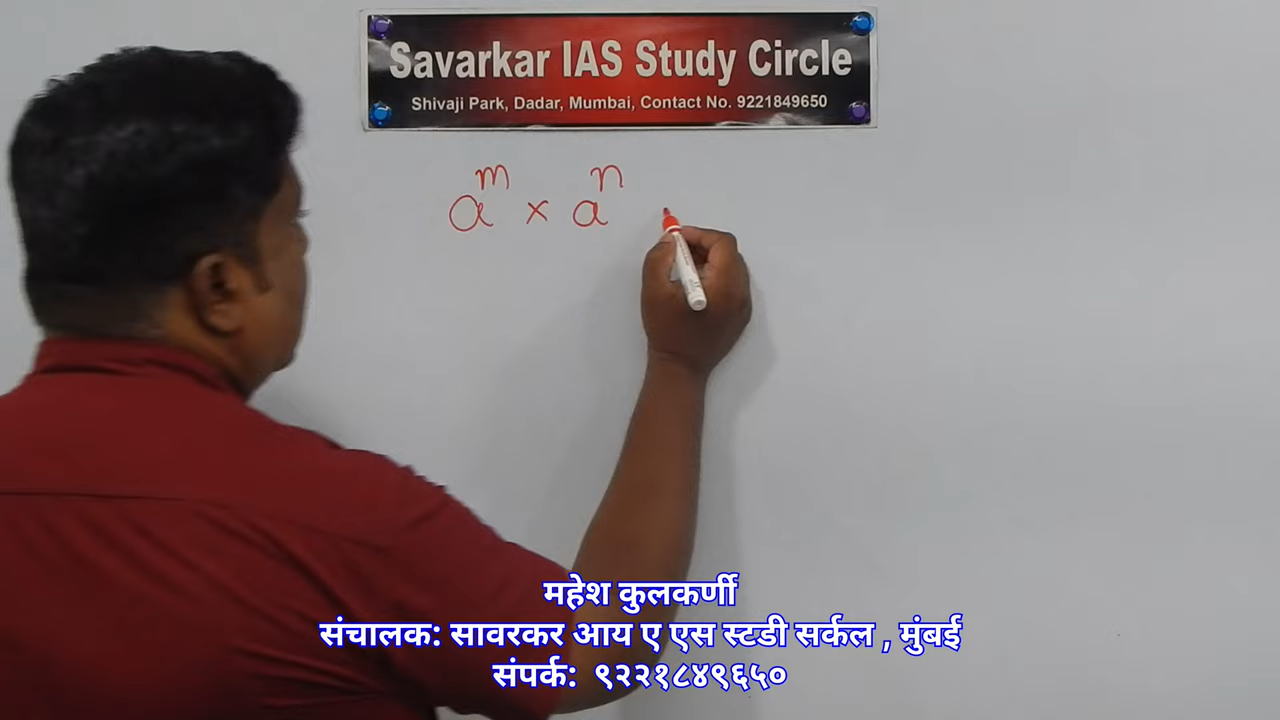 Savarkar IAS Study Circle
Shivaji Park, Dadar, Mumbai, Contact No. 9221849650
a^m × a^n
महेश कुलकर्णी
संचालक: सावरकर आय ए एस स्टडी सर्कल , मुंबई
संपर्क: ९२२१८४९६५०